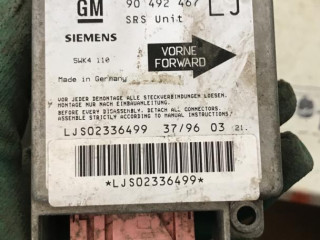 GM 90 492 467 LJ
SRS Unit
SIEMENS
5WK4 110
VORNE
FORWARD
Made in Germany
VOR JEDER DEMONTAGE ALLE STECKVERBINDUNGEN LOESEN.
MONTAGE NUR NACH EINBAUANLEITUNG.
BEFORE EVERY DISASSEMBLY, DETACH ALL CONNECTORS.
ASSEMBLE STRICTLY ACCORDING TO MANUAL INSTRUCTIONS!
LJS02336499 37/96 03 21.
*LJS02336499*